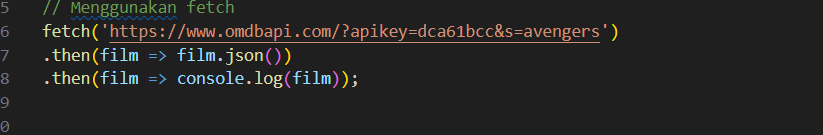 5 // Menggunakan fetch
6 fetch('https://www.omdbapi.com/?apikey=dca61bcc&s=avengers')
7 .then(film => film.json())
8 .then(film => console.log(film));
9
0